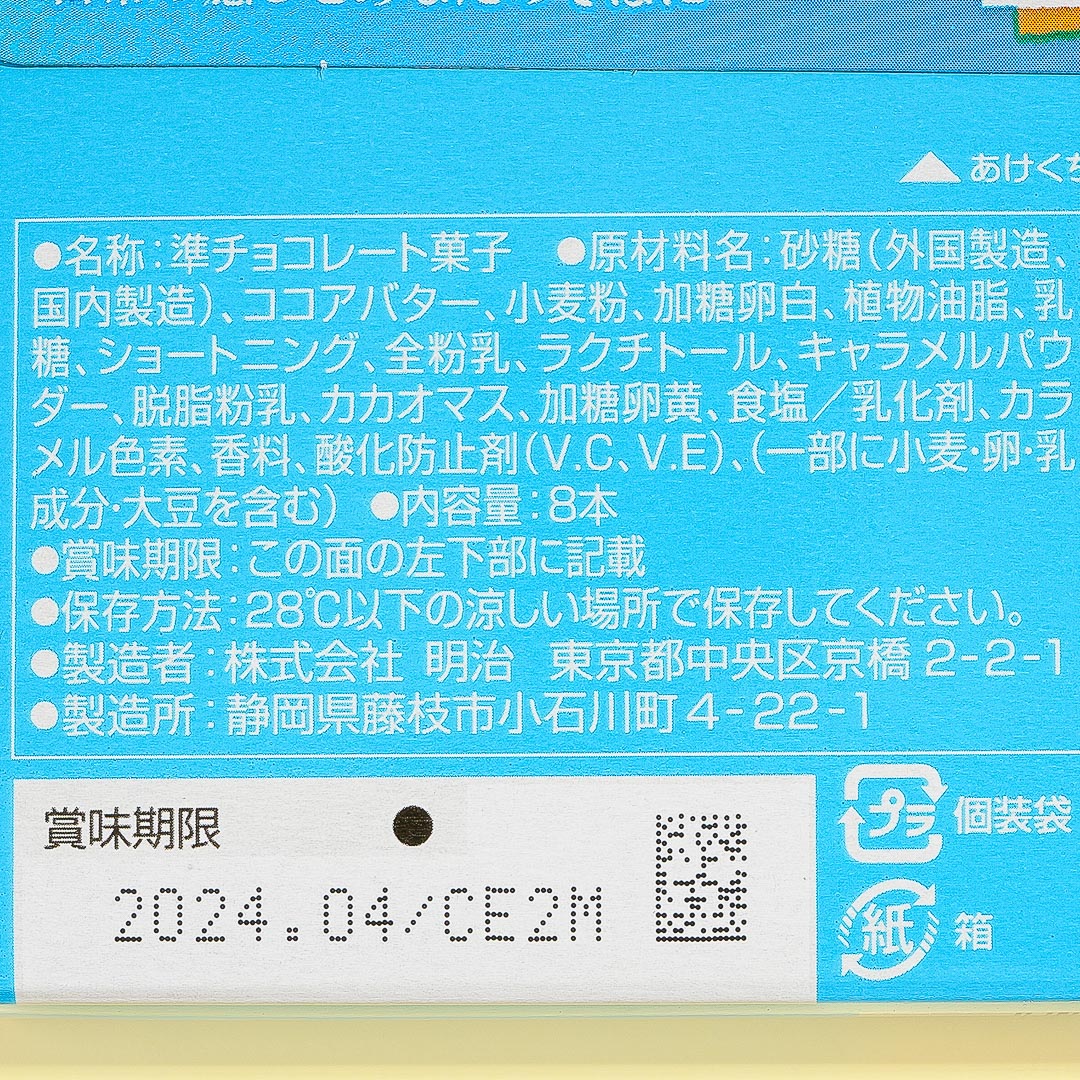 あけくち
●名称：準チョコレート菓子 ●原材料名：砂糖（外国製造、
国内製造）、ココアバター、小麦粉、加糖卵白、植物油脂、乳
糖、ショートニング、全粉乳、ラクチトール、キャラメルパウ
ダー、脱脂粉乳、カカオマス、加糖卵黄、食塩／乳化剤、カラ
メル色素、香料、酸化防止剤（V.C、V.E）、（一部に小麦・卵・乳
成分・大豆を含む） ●内容量：8本
●賞味期限：この面の左下部に記載
●保存方法：28℃以下の涼しい場所で保存してください。
●製造者：株式会社 明治 東京都中央区京橋 2-2-1
●製造所：静岡県藤枝市小石川町4-22-1
賞味期限
2024.04/CE2M
プラ 個装袋
紙 箱